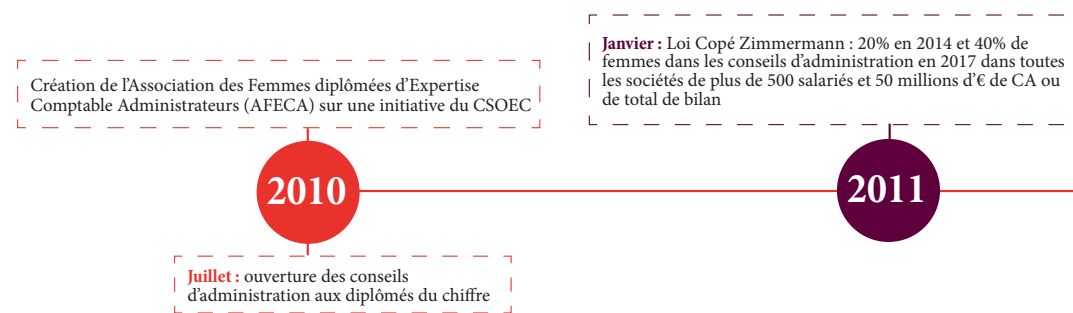 Création de l'Association des Femmes diplômées d'Expertise
Comptable Administrateurs (AFECA) sur une initiative du CSOEC
2010
Juillet : ouverture des conseils
d'administration aux diplômés du chiffre
Janvier : Loi Copé Zimmermann : 20% en 2014 et 40% de
femmes dans les conseils d'administration en 2017 dans toutes
les sociétés de plus de 500 salariés et 50 millions d'€ de CA ou
de total de bilan
2011